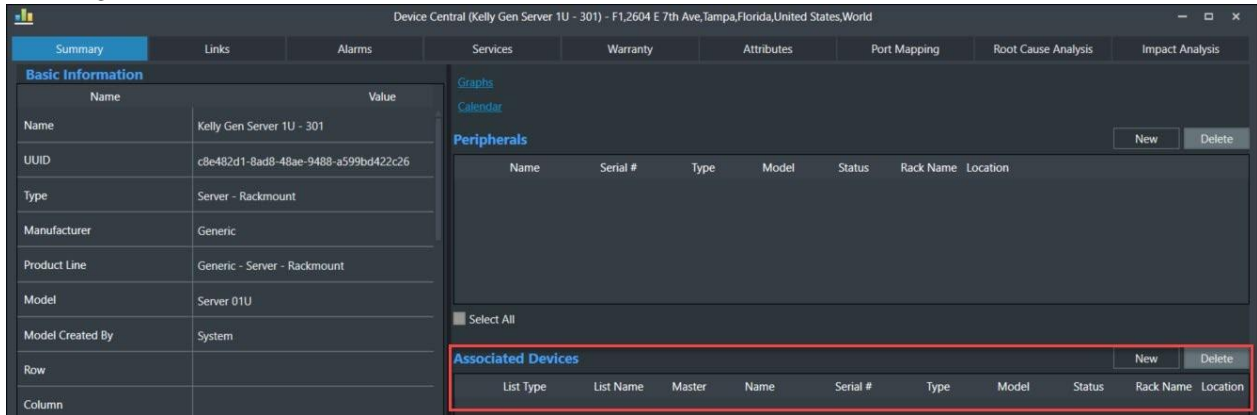 Device Central (Kelly Gen Server 1U - 301) - F1,2604 E 7th Ave,Tampa,Florida,United States,World
Summary Links Alarms Services Warranty Attributes Port Mapping Root Cause Analysis Impact Analysis
Basic Information
Name Value
Name Kelly Gen Server 1U - 301
UUID c8e482d1-8ad8-48ae-9488-a599bd422c26
Type Server - Rackmount
Manufacturer Generic
Product Line Generic - Server - Rackmount
Model Server 01U
Model Created By System
Row
Column
Graphs
Calendar
Peripherals New Delete
Name Serial # Type Model Status Rack Name Location
Select All
Associated Devices New Delete
List Type List Name Master Name Serial # Type Model Status Rack Name Location